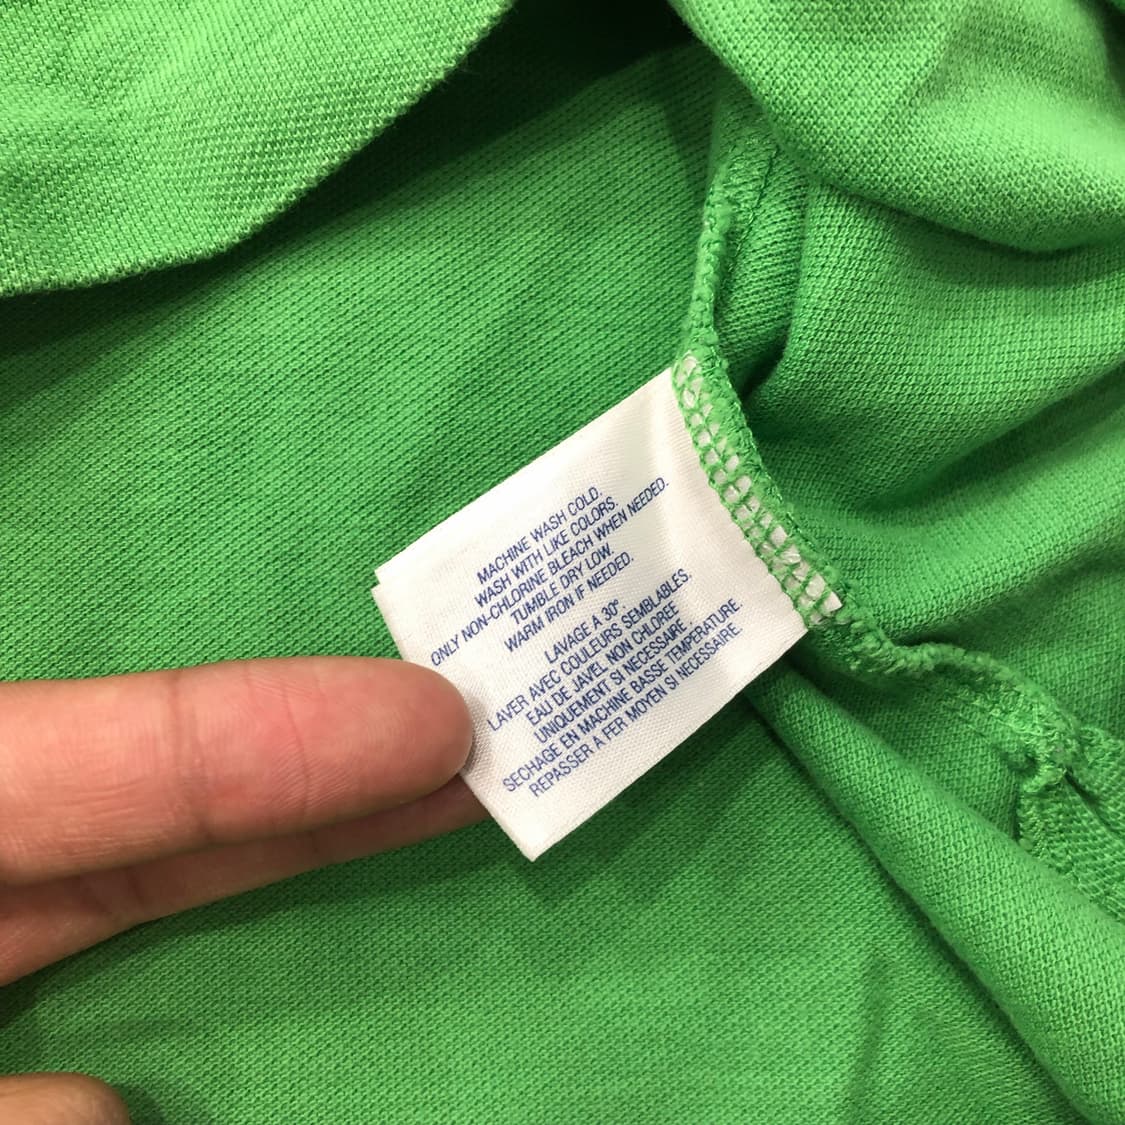 MACHINE WASH COLD.
WASH WITH LIKE COLORS.
ONLY NON-CHLORINE BLEACH WHEN NEEDED.
TUMBLE DRY LOW.
WARM IRON IF NEEDED.
LAVAGE A 30°.
LAVER AVEC COULEURS SEMBLABLES.
EAU DE JAVEL NON CHLOREE
UNIQUEMENT SI NECESSAIRE.
SECHAGE EN MACHINE BASSE TEMPERATURE.
REPASSER A FER MOYEN SI NECESSAIRE.